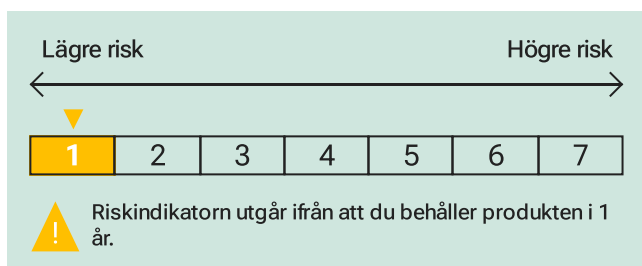 Lägre risk Högre risk
1 2 3 4 5 6 7
! Riskindikatorn utgår ifrån att du behåller produkten i 1
år.